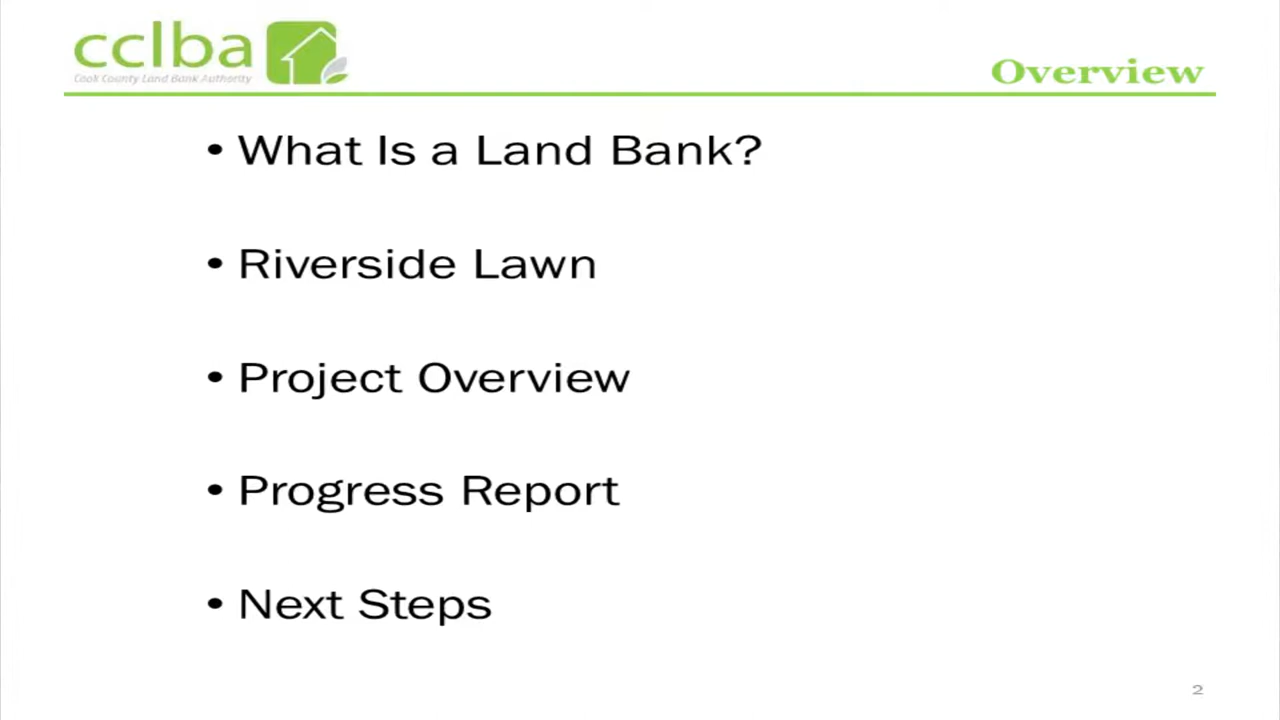 cclba
Cook County Land Bank Authority
Overview
• What Is a Land Bank?
• Riverside Lawn
• Project Overview
• Progress Report
• Next Steps
2